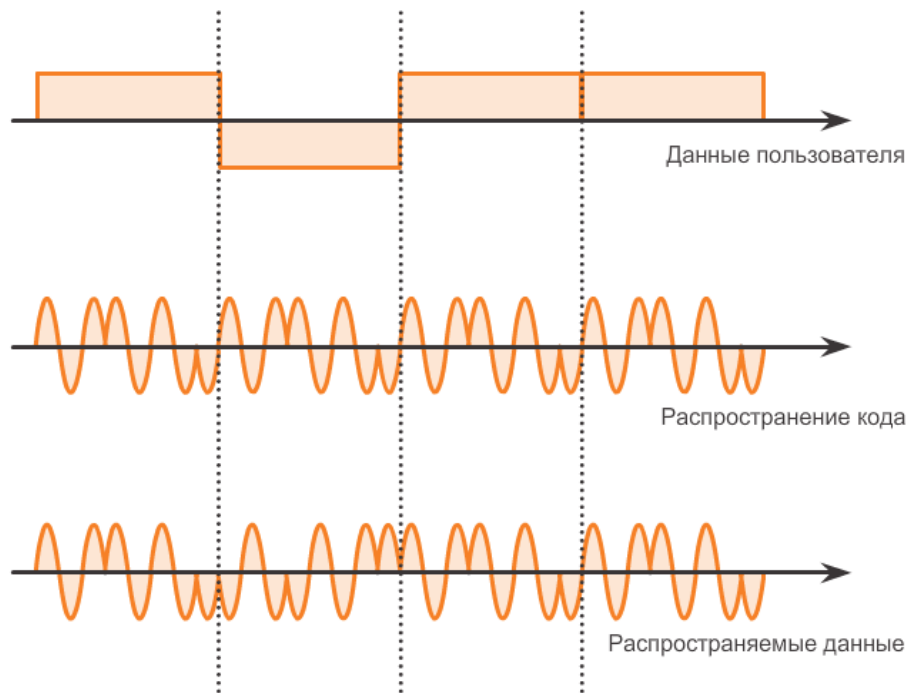 Данные пользователя
Распространение кода
Распространяемые данные